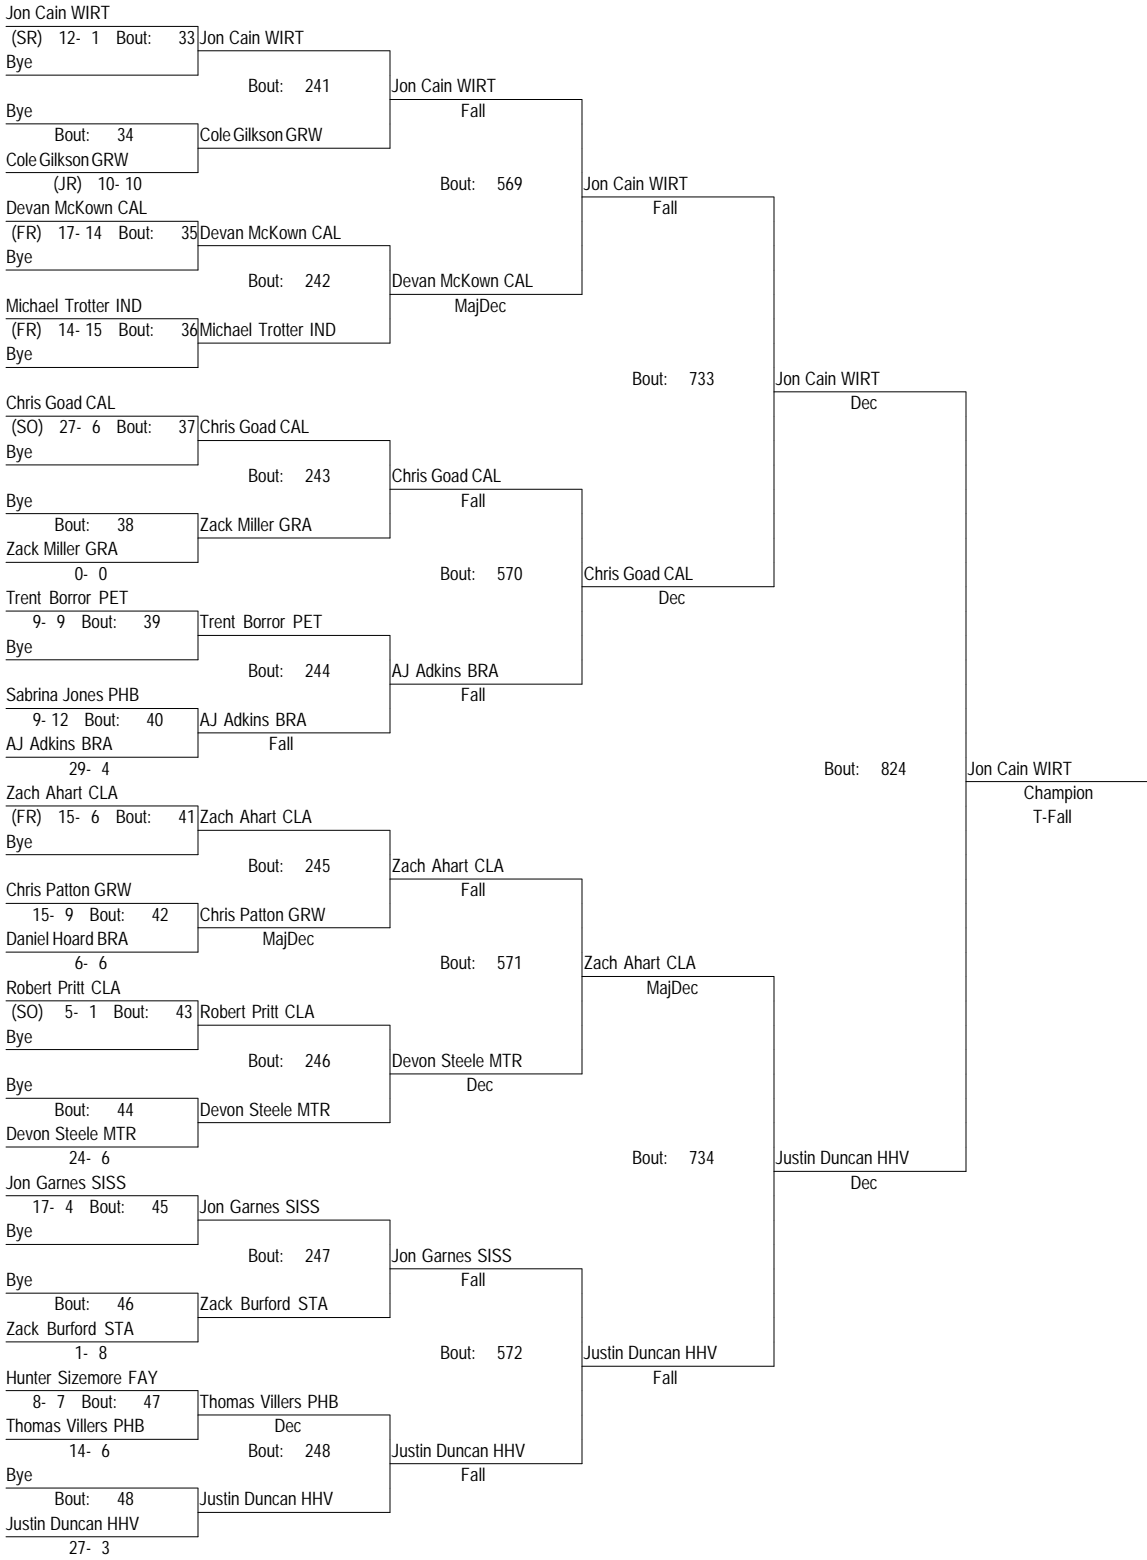 Jon Cain WIRT
(SR) 12- 1 Bout: 33 Jon Cain WIRT
Bye
Bout: 241 Jon Cain WIRT
Bye Fall
Bout: 34 Cole Gilkson GRW
Cole Gilkson GRW
(JR) 10- 10 Bout: 569 Jon Cain WIRT
Devan McKown CAL Fall
(FR) 17- 14 Bout: 35 Devan McKown CAL
Bye
Bout: 242 Devan McKown CAL
Michael Trotter IND MajDec
(FR) 14- 15 Bout: 36 Michael Trotter IND
Bye
Bout: 733 Jon Cain WIRT
Chris Goad CAL Dec
(SO) 27- 6 Bout: 37 Chris Goad CAL
Bye
Bout: 243 Chris Goad CAL
Bye Fall
Bout: 38 Zack Miller GRA
Zack Miller GRA
0- 0 Bout: 570 Chris Goad CAL
Trent Borror PET Dec
9- 9 Bout: 39 Trent Borror PET
Bye
Bout: 244 AJ Adkins BRA
Sabrina Jones PHB Fall
9- 12 Bout: 40 AJ Adkins BRA
AJ Adkins BRA Fall
29- 4 Bout: 824 Jon Cain WIRT
Zach Ahart CLA Champion
(FR) 15- 6 Bout: 41 Zach Ahart CLA T-Fall
Bye
Bout: 245 Zach Ahart CLA
Chris Patton GRW Fall
15- 9 Bout: 42 Chris Patton GRW
Daniel Hoard BRA MajDec
6- 6 Bout: 571 Zach Ahart CLA
Robert Pritt CLA MajDec
(SO) 5- 1 Bout: 43 Robert Pritt CLA
Bye
Bout: 246 Devon Steele MTR
Bye Dec
Bout: 44 Devon Steele MTR
Devon Steele MTR
24- 6 Bout: 734 Justin Duncan HHV
Jon Garnes SISS Dec
17- 4 Bout: 45 Jon Garnes SISS
Bye
Bout: 247 Jon Garnes SISS
Bye Fall
Bout: 46 Zack Burford STA
Zack Burford STA
1- 8 Bout: 572 Justin Duncan HHV
Hunter Sizemore FAY Fall
8- 7 Bout: 47 Thomas Villers PHB
Thomas Villers PHB Dec
14- 6 Bout: 248 Justin Duncan HHV
Bye Fall
Bout: 48 Justin Duncan HHV
Justin Duncan HHV
27- 3